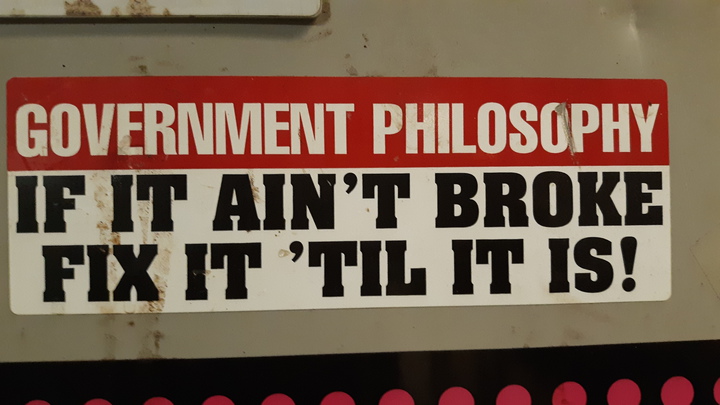 GOVERNMENT PHILOSOPHY
IF IT AIN'T BROKE
FIX IT 'TIL IT IS!